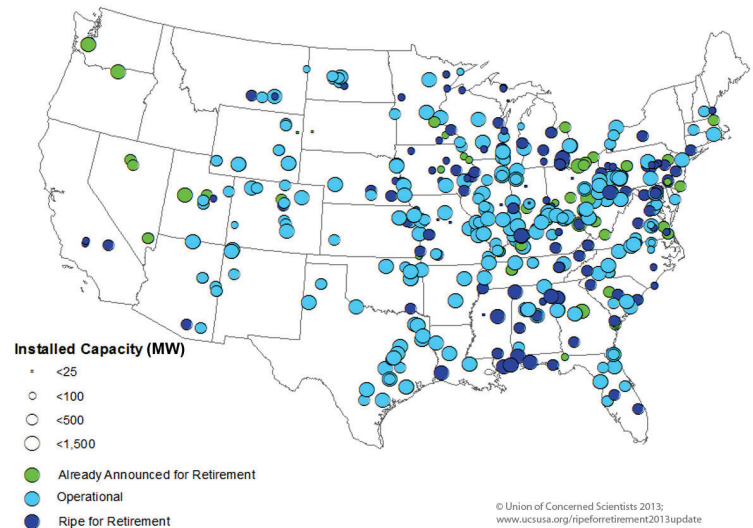 Installed Capacity (MW)
<25
<100
<500
<1,500
Already Announced for Retirement
Operational
Ripe for Retirement
© Union of Concerned Scientists 2013;
www.ucsusa.org/ripeforretirement2013update